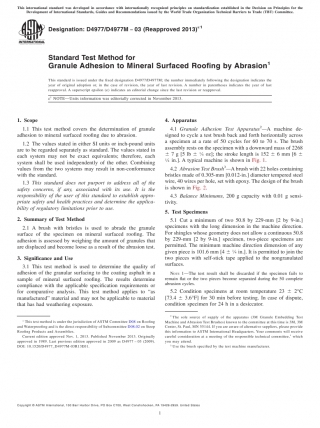 This international standard was developed in accordance with internationally recognized principles on standardization established in the Decision on Principles for the
Development of International Standards, Guides and Recommendations issued by the World Trade Organization Technical Barriers to Trade (TBT) Committee.
Designation: D4977/D4977M – 03 (Reapproved 2013)ε1
Standard Test Method for
Granule Adhesion to Mineral Surfaced Roofing by Abrasion1
This standard is issued under the fixed designation D4977/D4977M; the number immediately following the designation indicates the
year of original adoption or, in the case of revision, the year of last revision. A number in parentheses indicates the year of last
reapproval. A superscript epsilon (ε) indicates an editorial change since the last revision or reapproval.
ε1 NOTE—Units information was editorially corrected in November 2013.
1. Scope
1.1 This test method covers the determination of granule
adhesion to mineral surfaced roofing due to abrasion.
1.2 The values stated in either SI units or inch-pound units
are to be regarded separately as standard. The values stated in
each system may not be exact equivalents; therefore, each
system shall be used independently of the other. Combining
values from the two systems may result in non-conformance
with the standard.
1.3 This standard does not purport to address all of the
safety concerns, if any, associated with its use. It is the
responsibility of the user of this standard to establish appro-
priate safety and health practices and determine the applica-
bility of regulatory limitations prior to use.
2. Summary of Test Method
2.1 A brush with bristles is used to abrade the granule
surface of the specimen on mineral surfaced roofing. The
adhesion is assessed by weighing the amount of granules that
are displaced and become loose as a result of the abrasion test.
3. Significance and Use
3.1 This test method is used to determine the quality of
adhesion of the granular surfacing to the coating asphalt in a
sample of mineral surfaced roofing. The results determine
compliance with the applicable specification requirements or
for comparative analysis. This test method applies to "as
manufactured" material and may not be applicable to material
that has had weathering exposure.
1 This test method is under the jurisdiction of ASTM Committee D08 on Roofing
and Waterproofing and is the direct responsibility of Subcommittee D08.02 on Steep
Roofing Products and Assemblies.
Current edition approved Nov. 1, 2013. Published November 2013. Originally
approved in 1989. Last previous edition approved in 2008 as D4977 – 03 (2008).
DOI: 10.1520/D4977_D4977M-03R13E01.
4. Apparatus
4.1 Granule Adhesion Test Apparatus2—A machine de-
signed to cycle a test brush back and forth horizontally across
a specimen at a rate of 50 cycles for 60 to 70 s. The brush
assembly rests on the specimen with a downward mass of 2268
± 7 g [5 lb ± ¼ oz]; the stroke length is 152 ± 6 mm [6 ±
¼ in.]. A typical machine is shown in Fig. 1.
4.2 Abrasion Test Brush3—A brush with 22 holes containing
bristles made of 0.305-mm [0.012-in.] diameter tempered steel
wire, 40 wires per hole, set with epoxy. The design of the brush
is shown in Fig. 2.
4.3 Balance Minimum, 200 g capacity with 0.01 g sensi-
tivity.
5. Test Specimens
5.1 Cut a minimum of two 50.8 by 229-mm [2 by 9-in.]
specimens with the long dimension in the machine direction.
For shingles whose geometry does not allow a continuous 50.8
by 229-mm [2 by 9-in.] specimen, two-piece specimens are
permitted. The minimum machine direction dimension of any
given piece is 101.6 mm [4 ± ¼ in.]. It is permitted to join the
two pieces with self-stick tape applied to the nongranulated
surfaces.
NOTE 1—The test result shall be discarded if the specimen fails to
remain flat or the two pieces become separated during the 50 complete
abrasion cycles.
5.2 Condition specimens at room temperature 23 ± 2°C
[73.4 ± 3.6°F] for 30 min before testing. In case of dispute,
condition specimen for 24 h in a desiccator.
2 The sole source of supply of the apparatus (3M Granule Embedding Test
Machine and Abrasion Test Brushes) known to the committee at this time is 3M, 3M
Center, St. Paul, MN 55144. If you are aware of alternative suppliers, please provide
this information to ASTM International Headquarters. Your comments will receive
careful consideration at a meeting of the responsible technical committee,1 which
you may attend.
3 Use the brush specified by the test machine manufacturer.
Copyright © ASTM International, 100 Barr Harbor Drive, PO Box C700, West Conshohocken, PA 19428-2959. United States
1